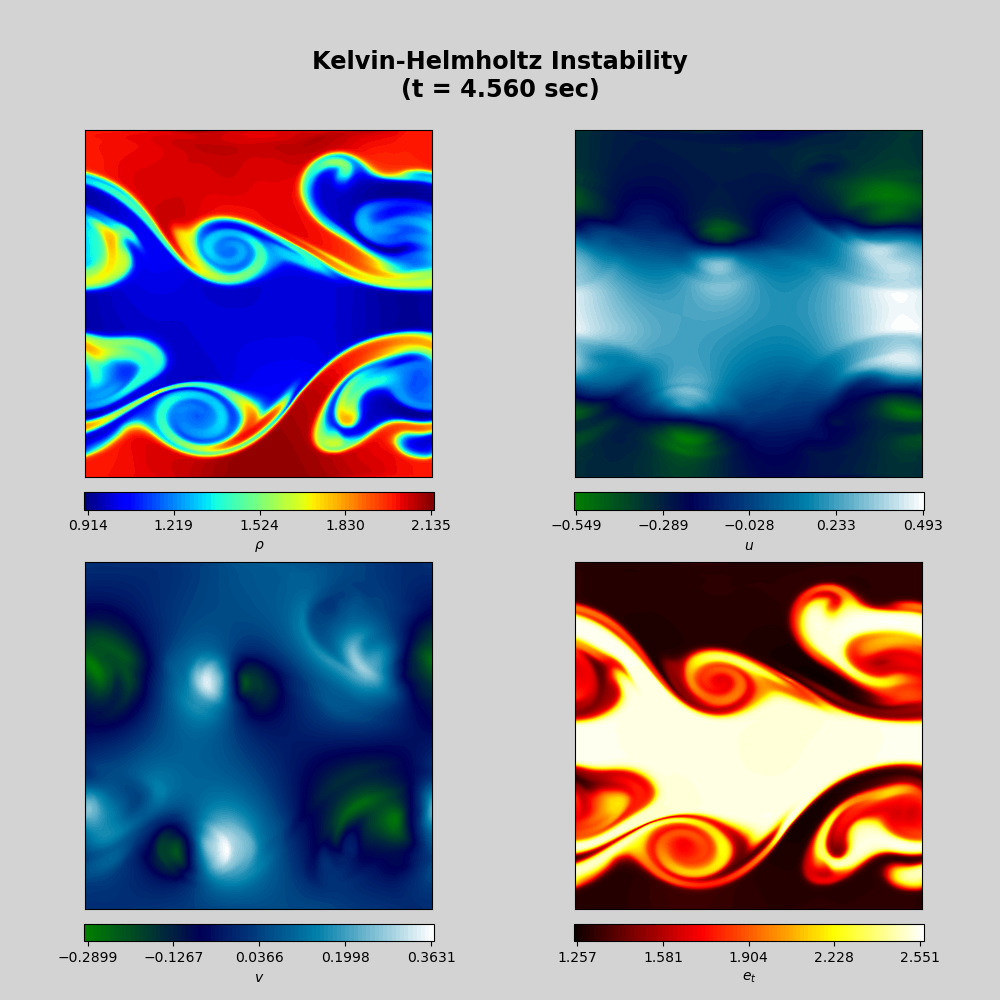 Kelvin-Helmholtz Instability
(t = 4.560 sec)
0.914 1.219 1.524 1.830 2.135
ρ
−0.549 −0.289 −0.028 0.233 0.493
u
−0.2899 −0.1267 0.0366 0.1998 0.3631
v
1.257 1.581 1.904 2.228 2.551
eₜ